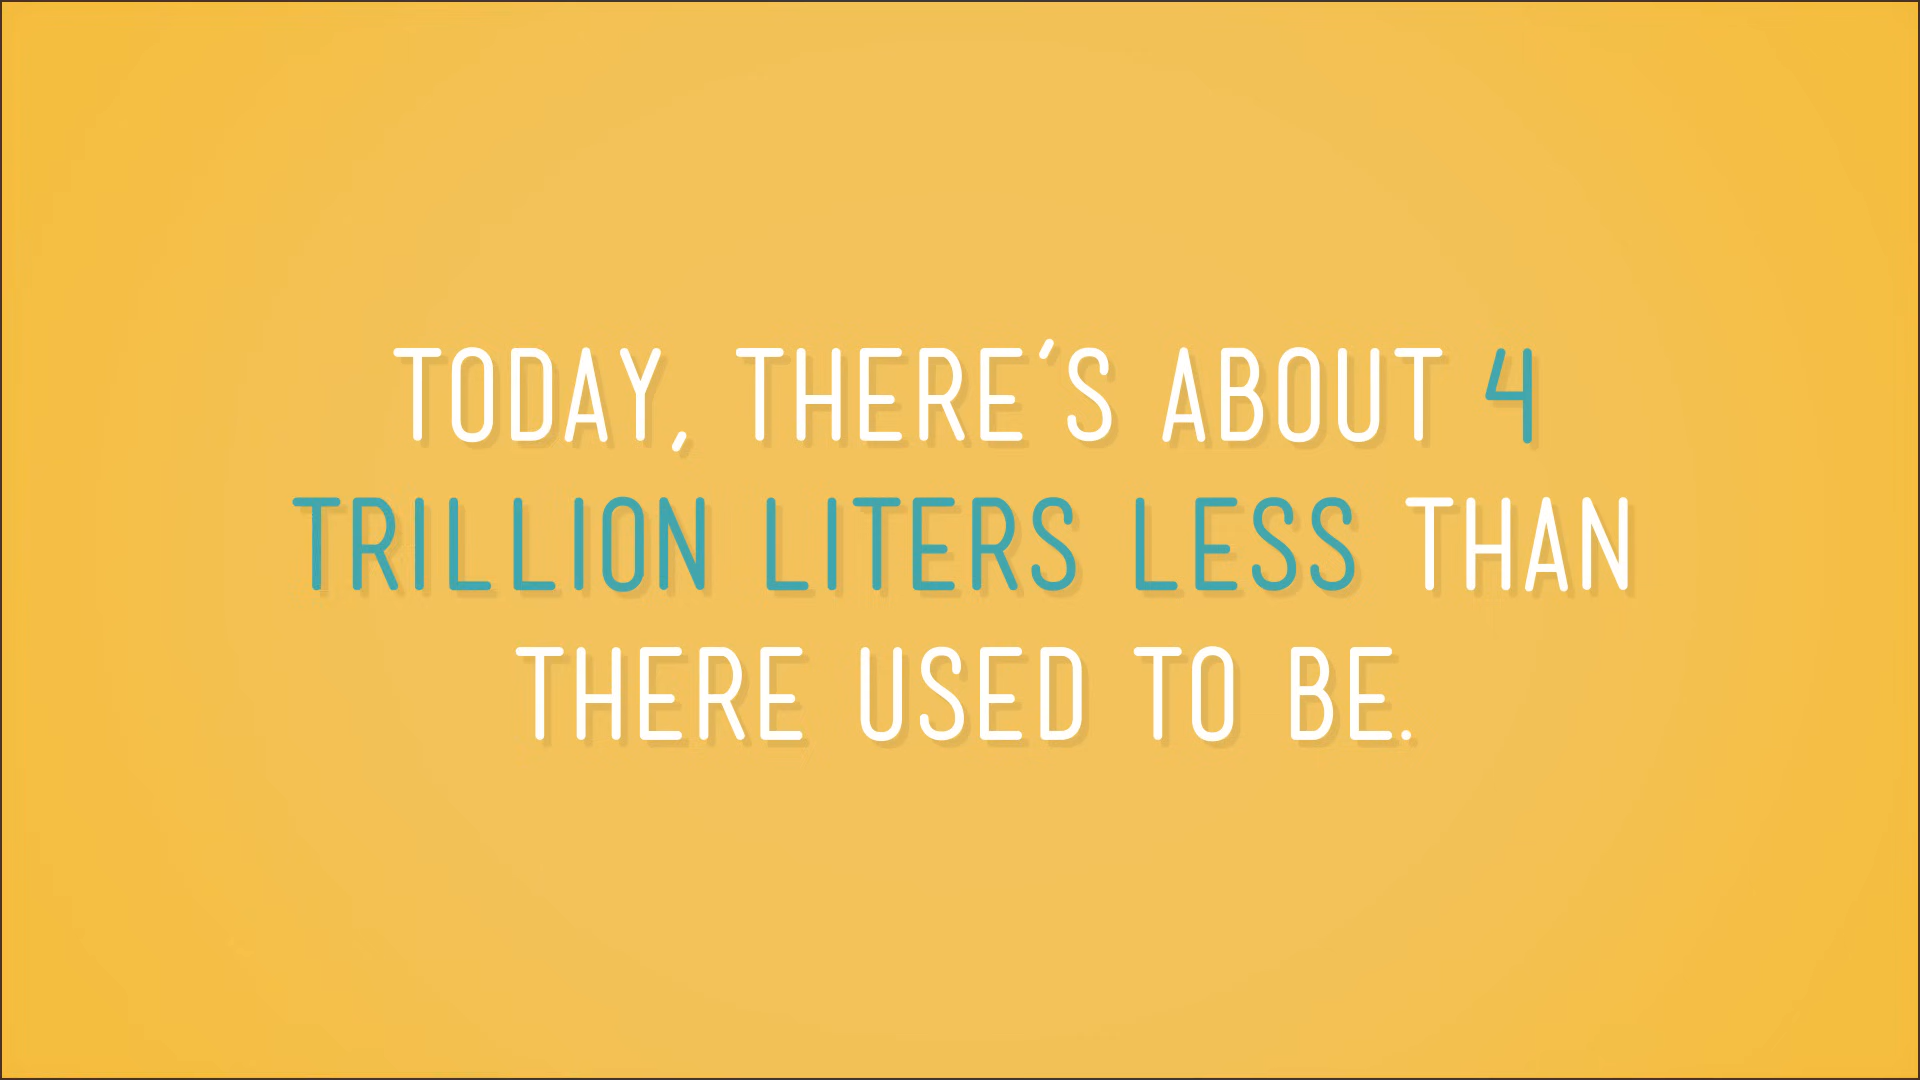 TODAY, THERE'S ABOUT 4
TRILLION LITERS LESS THAN
THERE USED TO BE.